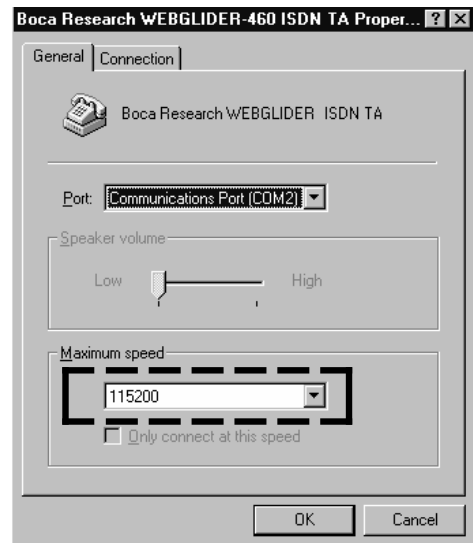 Boca Research WEBGLIDER-460 ISDN TA Proper...
General Connection
Boca Research WEBGLIDER ISDN TA
Port: Communications Port (COM2)
Speaker volume
Low High
Maximum speed
115200
Only connect at this speed
OK Cancel